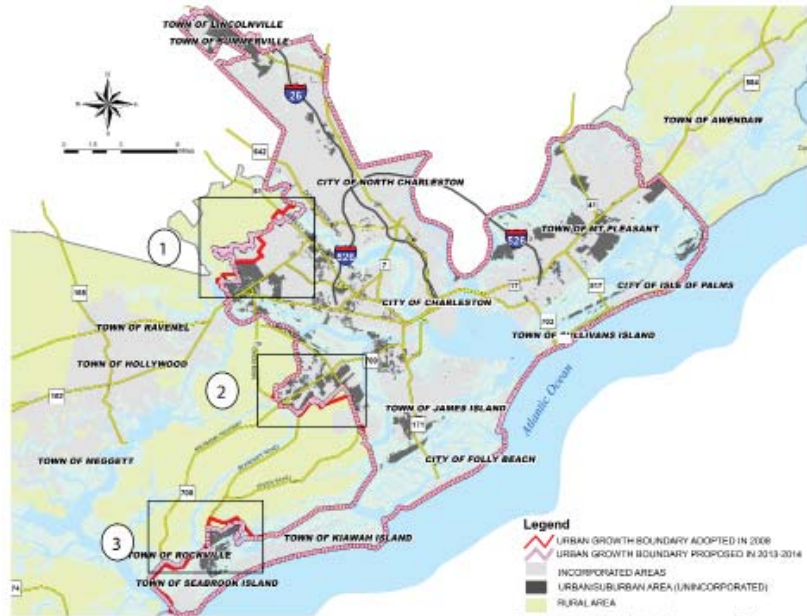 TOWN OF LINCOLNVILLE
TOWN OF SUMMERVILLE
26
642
61
TOWN OF AWENDAW
CITY OF NORTH CHARLESTON
41
TOWN OF MT. PLEASANT
1
526
526
7
17
517
CITY OF ISLE OF PALMS
165
CITY OF CHARLESTON
703
TOWN OF RAVENEL
TOWN OF SULLIVANS ISLAND
TOWN OF HOLLYWOOD
700
2
162
TOWN OF JAMES ISLAND
Atlantic Ocean
171
TOWN OF MEGGETT
CITY OF FOLLY BEACH
700
TOWN OF KIAWAH ISLAND
3
TOWN OF ROCKVILLE
TOWN OF SEABROOK ISLAND
174
Legend
URBAN GROWTH BOUNDARY ADOPTED IN 2008
URBAN GROWTH BOUNDARY PROPOSED IN 2013-2014
INCORPORATED AREAS
URBAN/SUBURBAN AREA (UNINCORPORATED)
RURAL AREA